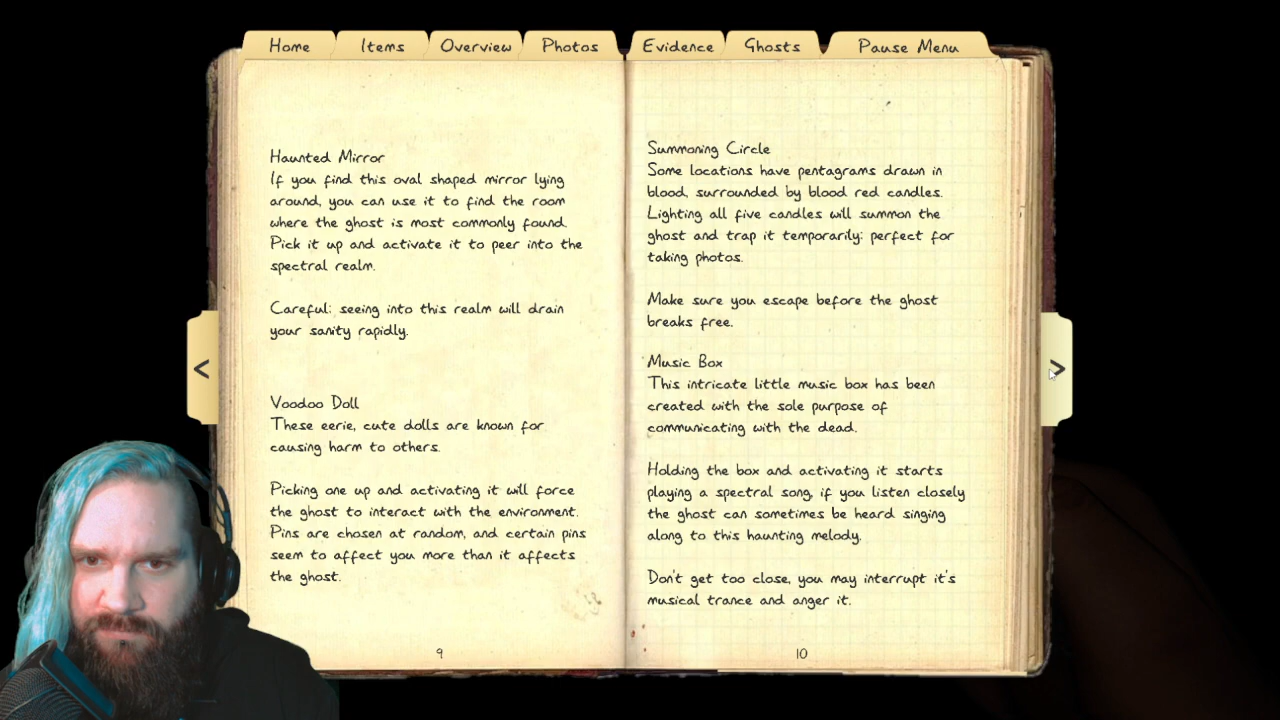 Home
Items
Overview
Photos
Evidence
Ghosts
Pause Menu
Haunted Mirror
If you find this oval shaped mirror lying
around, you can use it to find the room
where the ghost is most commonly found.
Pick it up and activate it to peer into the
spectral realm.
Careful: seeing into this realm will drain
your sanity rapidly.
Voodoo Doll
These eerie, cute dolls are known for
causing harm to others.
Picking one up and activating it will force
the ghost to interact with the environment.
Pins are chosen at random, and certain pins
seem to affect you more than it affects
the ghost.
9
Summoning Circle
Some locations have pentagrams drawn in
blood, surrounded by blood red candles.
Lighting all five candles will summon the
ghost and trap it temporarily: perfect for
taking photos.
Make sure you escape before the ghost
breaks free.
Music Box
This intricate little music box has been
created with the sole purpose of
communicating with the dead.
Holding the box and activating it starts
playing a spectral song, if you listen closely
the ghost can sometimes be heard singing
along to this haunting melody.
Don't get too close, you may interrupt it's
musical trance and anger it.
10
<
>